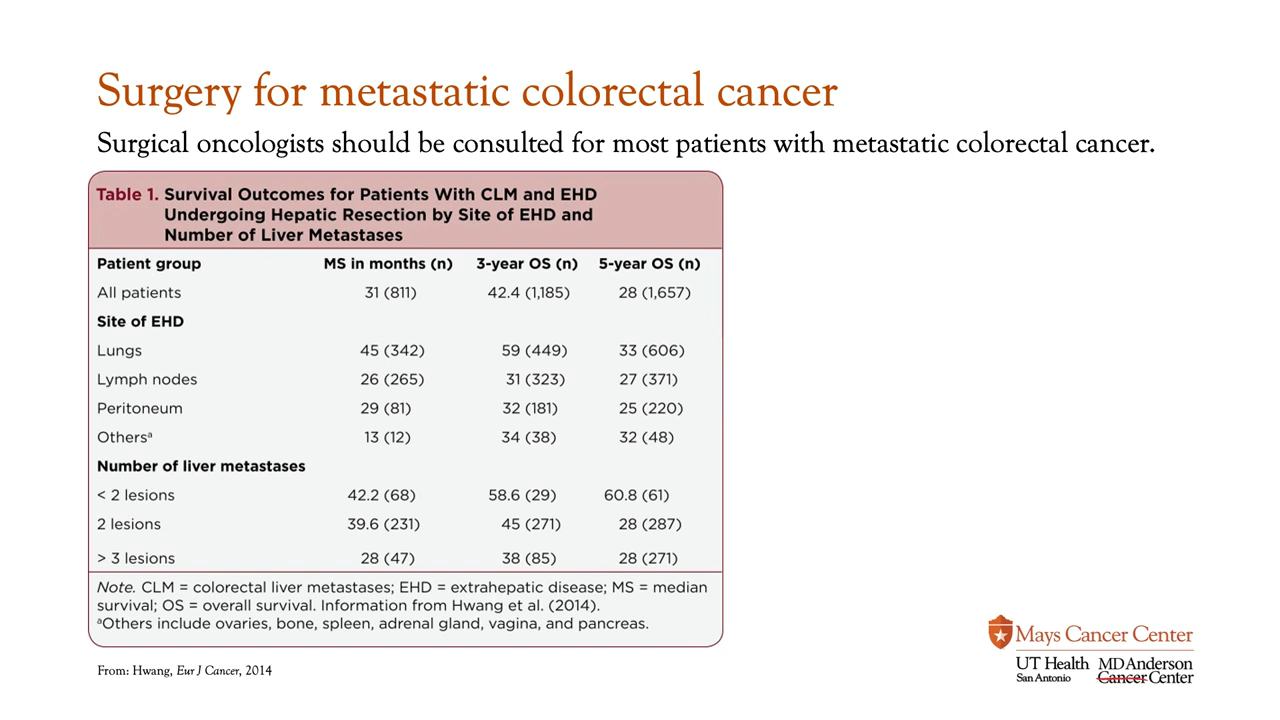 Surgery for metastatic colorectal cancer
Surgical oncologists should be consulted for most patients with metastatic colorectal cancer.
Table 1. Survival Outcomes for Patients With CLM and EHD
Undergoing Hepatic Resection by Site of EHD and
Number of Liver Metastases
Patient group MS in months (n) 3-year OS (n) 5-year OS (n)
All patients 31 (811) 42.4 (1,185) 28 (1,657)
Site of EHD
Lungs 45 (342) 59 (449) 33 (606)
Lymph nodes 26 (265) 31 (323) 27 (371)
Peritoneum 29 (81) 32 (181) 25 (220)
Othersª 13 (12) 34 (38) 32 (48)
Number of liver metastases
< 2 lesions 42.2 (68) 58.6 (29) 60.8 (61)
2 lesions 39.6 (231) 45 (271) 28 (287)
> 3 lesions 28 (47) 38 (85) 28 (271)
Note. CLM = colorectal liver metastases; EHD = extrahepatic disease; MS = median
survival; OS = overall survival. Information from Hwang et al. (2014).
ªOthers include ovaries, bone, spleen, adrenal gland, vagina, and pancreas.
From: Hwang, Eur J Cancer, 2014
Mays Cancer Center
UT Health MD Anderson
San Antonio Cancer Center